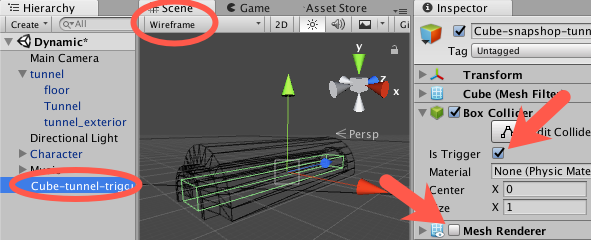 Hierarchy
Create
All
Dynamic*
Main Camera
tunnel
floor
Tunnel
tunnel_exterior
Directional Light
Character
Cube-tunnel-trigg
Scene
Game
Asset Store
Wireframe
2D
Gi
y
z
x
Persp
Inspector
Cube-snapshop-tunn
Tag Untagged
Transform
Cube (Mesh Filte
Box Collider
dit Collide
Is Trigger
Material None (Physic Mate
Center X 0
Size X 1
Mesh Renderer